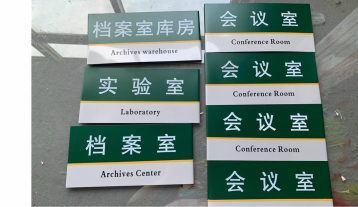 档案室库房
Archives warehouse
实验室
Laboratory
档案室
Archives Center
会议室
Conference Room
会议室
Conference Room
会议室
Conference Room
会议室